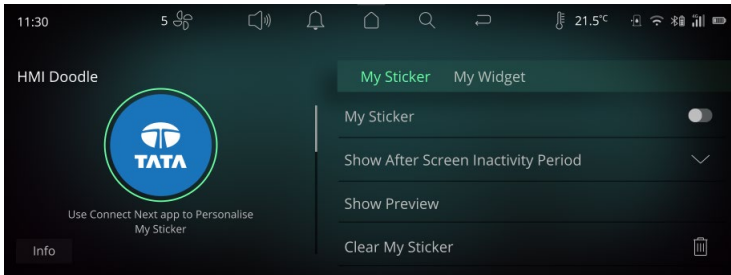 11:30
5
21.5°C
HMI Doodle
TATA
Use Connect Next app to Personalise
My Sticker
Info
My Sticker
My Widget
My Sticker
Show After Screen Inactivity Period
Show Preview
Clear My Sticker